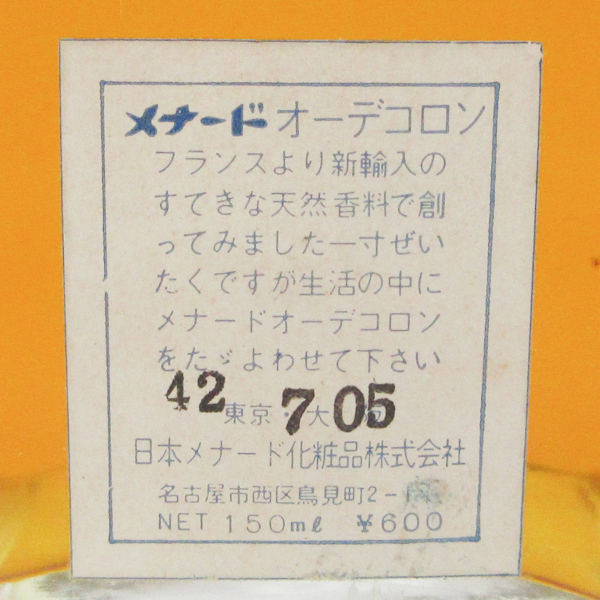 メナード オーデコロン
フランスより新輸入の
すてきな天然香料で創
ってみました一寸ぜい
たくですが生活の中に
メナードオーデコロン
をたゞよわせて下さい
42 7.05
東京・大
日本メナード化粧品株式会社
名古屋市西区鳥見町2-
NET 150ml ¥600